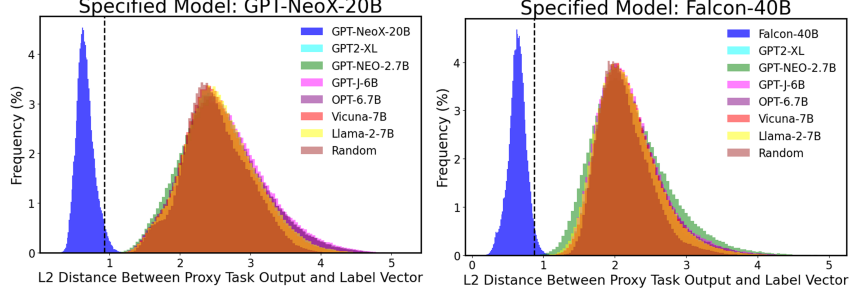 Specified Model: GPT-NeoX-20B
Frequency (%)
4
3
2
1
0
GPT-NeoX-20B
GPT2-XL
GPT-NEO-2.7B
GPT-J-6B
OPT-6.7B
Vicuna-7B
Llama-2-7B
Random
1 2 3 4 5
L2 Distance Between Proxy Task Output and Label Vector
Specified Model: Falcon-40B
Frequency (%)
4
3
2
1
0
Falcon-40B
GPT2-XL
GPT-NEO-2.7B
GPT-J-6B
OPT-6.7B
Vicuna-7B
Llama-2-7B
Random
0 1 2 3 4 5
L2 Distance Between Proxy Task Output and Label Vector